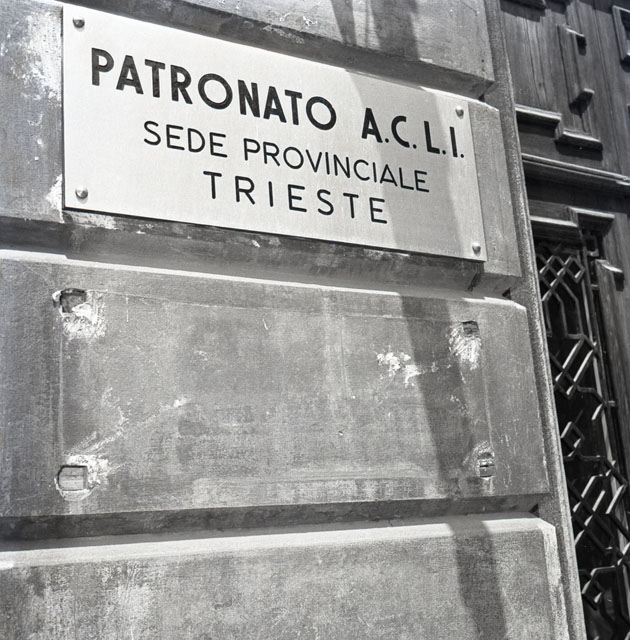 PATRONATO A.C.L.I.
SEDE PROVINCIALE
TRIESTE